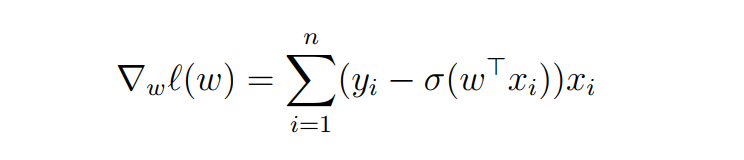 ∇_w ℓ(w) = ∑_{i=1}^{n} (y_i − σ(w^⊤ x_i)) x_i